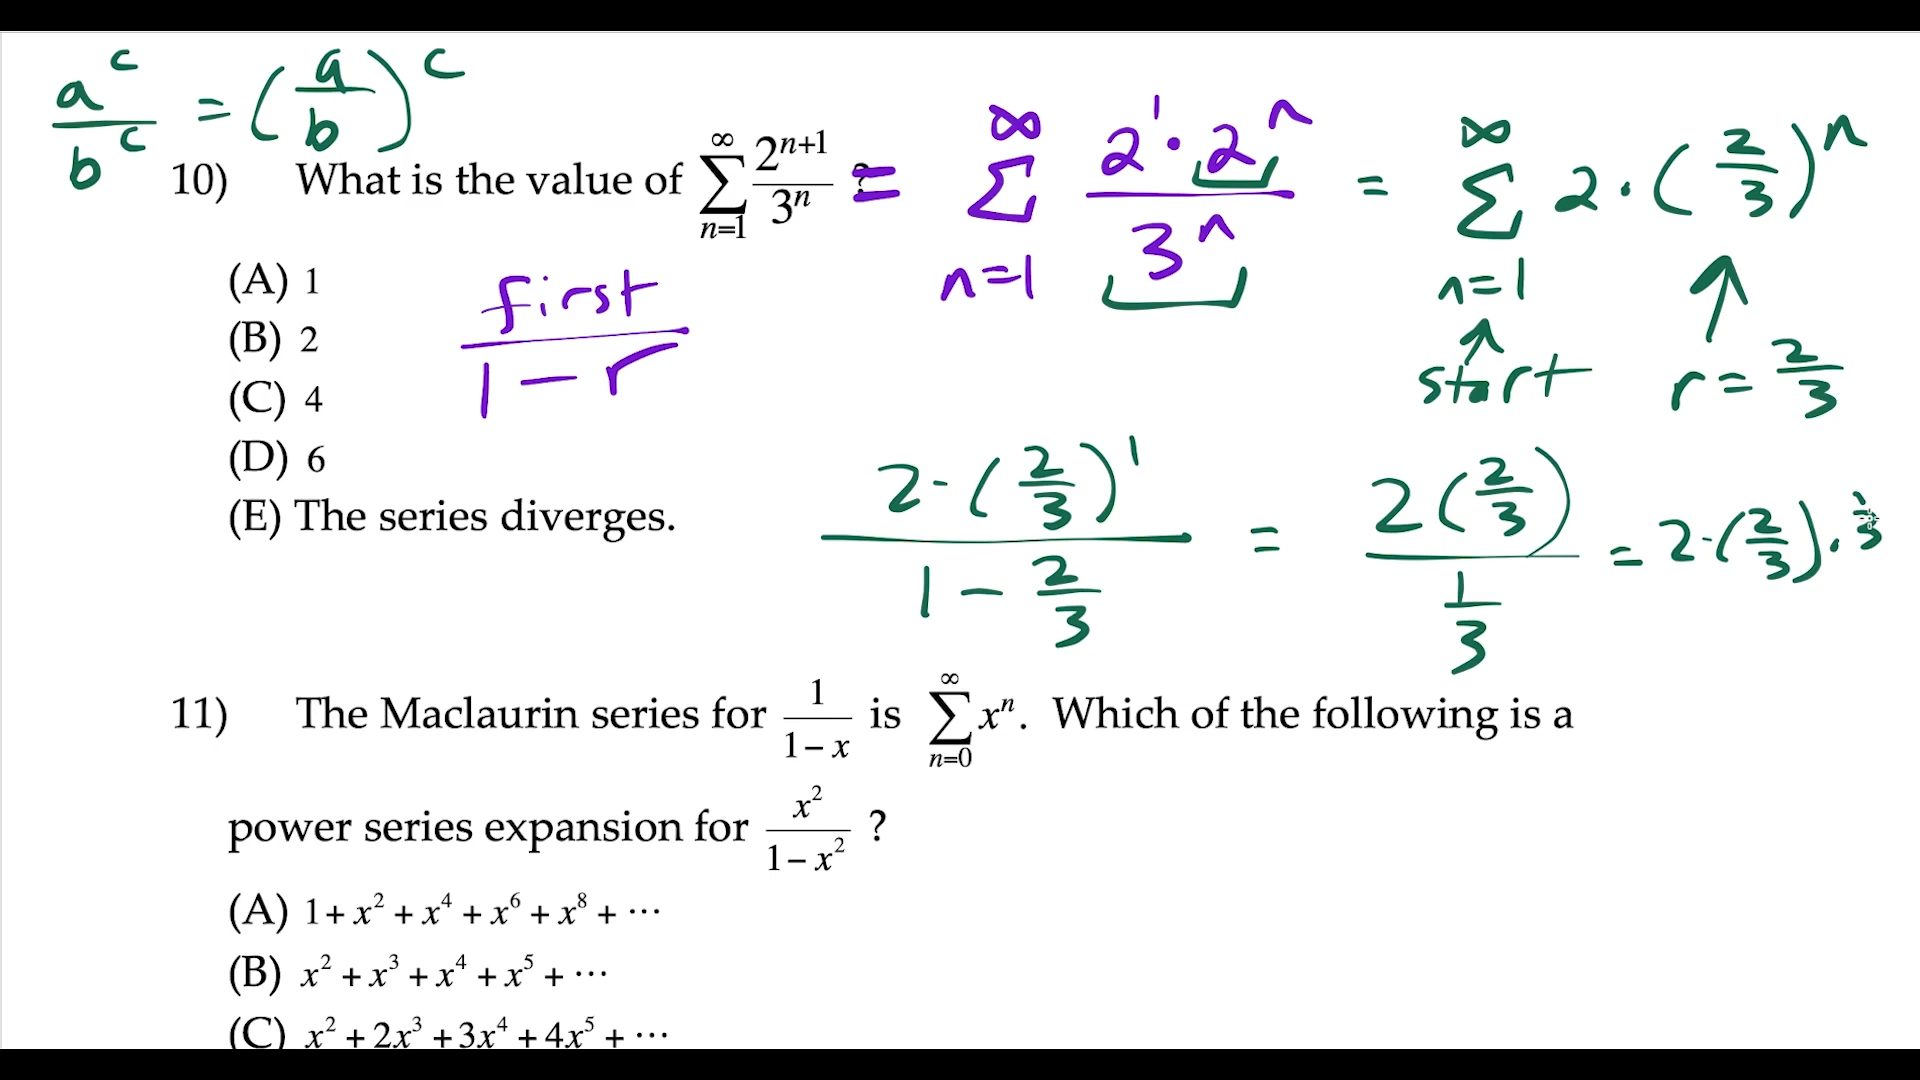 a^c / b^c = (a/b)^c
10) What is the value of ∑_{n=1}^{∞} 2^{n+1} / 3^n ? = ∑_{n=1}^{∞} 2^1 · 2^n / 3^n = ∑_{n=1}^{∞} 2 · (2/3)^n
(A) 1
(B) 2
(C) 4
(D) 6
(E) The series diverges.
first / 1 − r
start
r = 2/3
2 · (2/3)^1 / 1 − 2/3 = 2(2/3) / 1/3 = 2 · (2/3) ·
11) The Maclaurin series for 1 / 1 − x is ∑_{n=0}^{∞} x^n. Which of the following is a
power series expansion for x^2 / 1 − x^2 ?
(A) 1 + x^2 + x^4 + x^6 + x^8 + ⋯
(B) x^2 + x^3 + x^4 + x^5 + ⋯
(C) x^2 + 2x^3 + 3x^4 + 4x^5 + ⋯